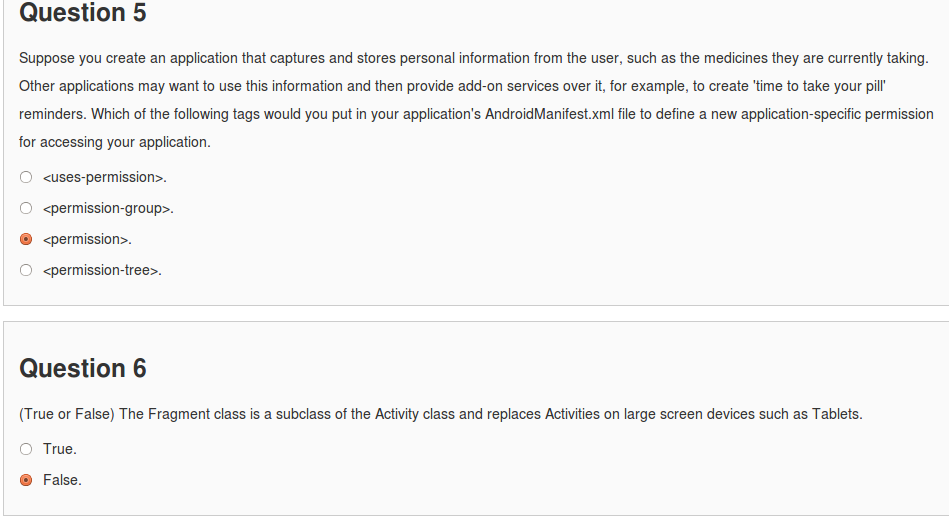 Question 5
Suppose you create an application that captures and stores personal information from the user, such as the medicines they are currently taking.
Other applications may want to use this information and then provide add-on services over it, for example, to create 'time to take your pill'
reminders. Which of the following tags would you put in your application's AndroidManifest.xml file to define a new application-specific permission
for accessing your application.
<uses-permission>.
<permission-group>.
<permission>.
<permission-tree>.
Question 6
(True or False) The Fragment class is a subclass of the Activity class and replaces Activities on large screen devices such as Tablets.
True.
False.